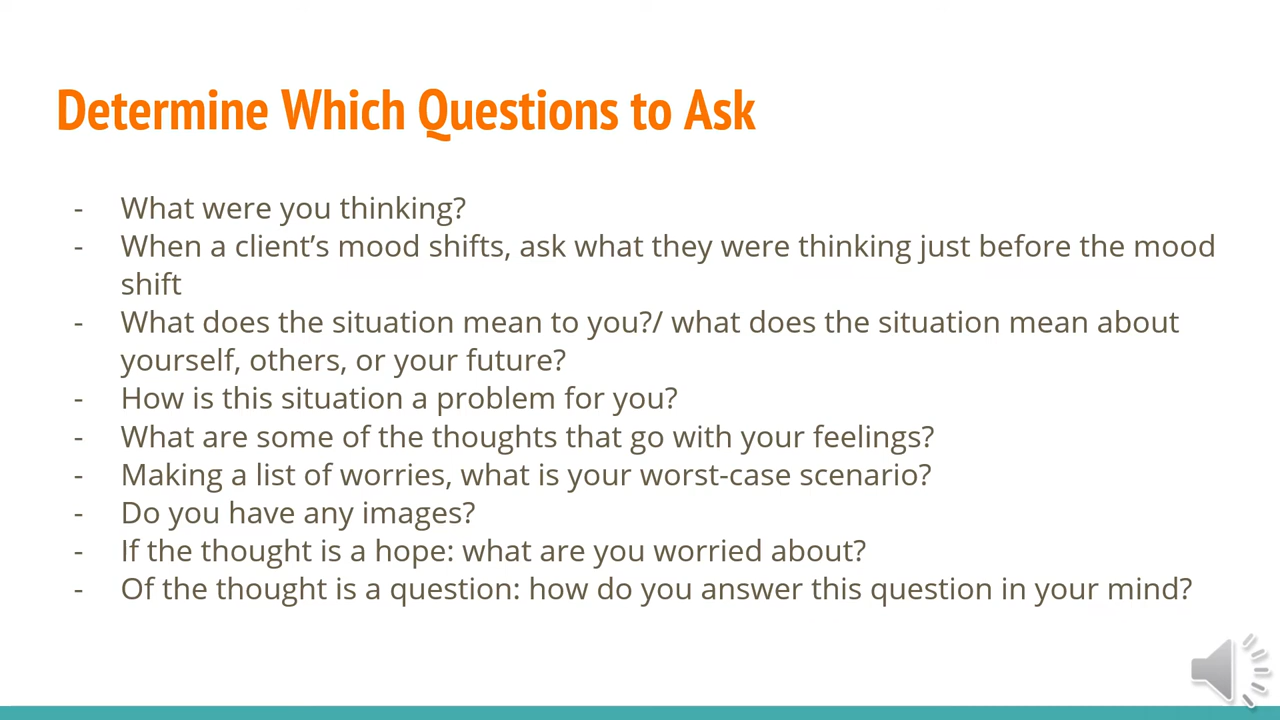 Determine Which Questions to Ask
- What were you thinking?
- When a client’s mood shifts, ask what they were thinking just before the mood
shift
- What does the situation mean to you?/ what does the situation mean about
yourself, others, or your future?
- How is this situation a problem for you?
- What are some of the thoughts that go with your feelings?
- Making a list of worries, what is your worst-case scenario?
- Do you have any images?
- If the thought is a hope: what are you worried about?
- Of the thought is a question: how do you answer this question in your mind?